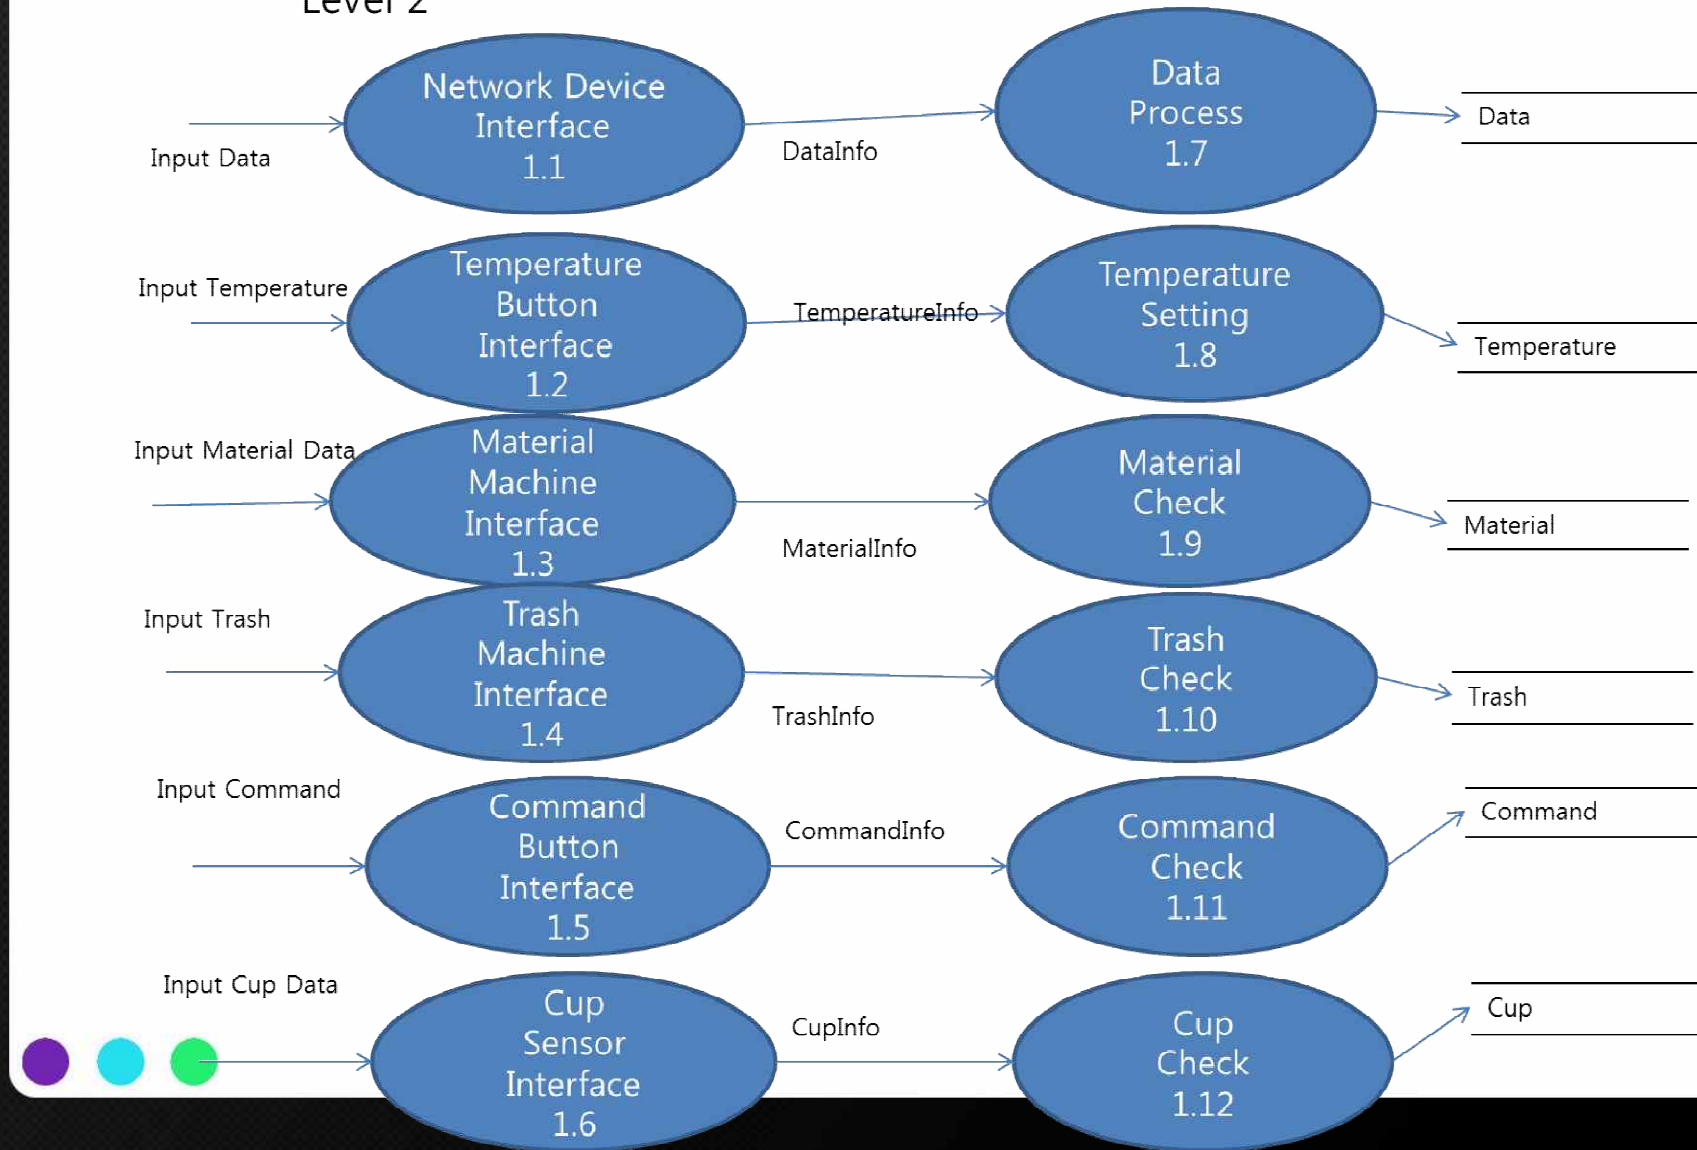 Level 2
Network Device
Interface
1.1
Data
Process
1.7
Data
Input Data
DataInfo
Temperature
Button
Interface
1.2
Input Temperature
TemperatureInfo
Temperature
Setting
1.8
Temperature
Input Material Data
Material
Machine
Interface
1.3
MaterialInfo
Material
Check
1.9
Material
Input Trash
Trash
Machine
Interface
1.4
TrashInfo
Trash
Check
1.10
Trash
Input Command
Command
Button
Interface
1.5
CommandInfo
Command
Check
1.11
Command
Input Cup Data
Cup
Sensor
Interface
1.6
CupInfo
Cup
Check
1.12
Cup